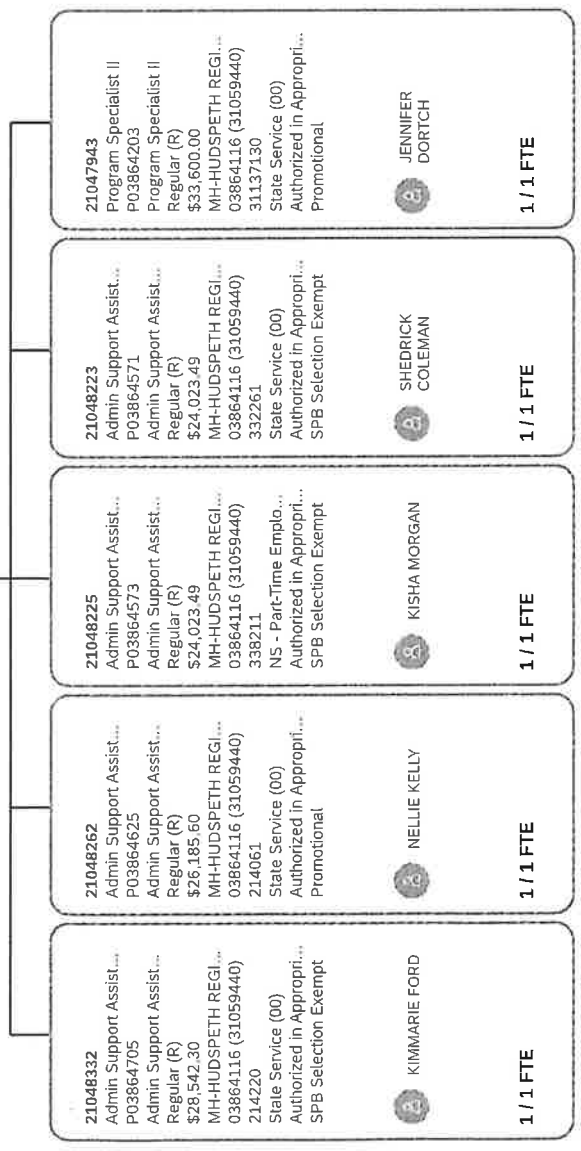 21048332
Admin Support Assist...
P03864705
Admin Support Assist...
Regular (R)
$28,542.30
MH-HUDSPETH REGI...
03864116 (31059440)
214220
State Service (00)
Authorized in Appropri...
SPB Selection Exempt
KIMMARIE FORD
1 / 1 FTE
21048262
Admin Support Assist...
P03864625
Admin Support Assist...
Regular (R)
$26,185.60
MH-HUDSPETH REGI...
03864116 (31059440)
214061
State Service (00)
Authorized in Appropri...
Promotional
NELLIE KELLY
1 / 1 FTE
21048225
Admin Support Assist...
P03864573
Admin Support Assist...
Regular (R)
$24,023.49
MH-HUDSPETH REGI...
03864116 (31059440)
338211
NS - Part-Time Emplo...
Authorized in Appropri...
SPB Selection Exempt
KISHA MORGAN
1 / 1 FTE
21048223
Admin Support Assist...
P03864571
Admin Support Assist...
Regular (R)
$24,023.49
MH-HUDSPETH REGI...
03864116 (31059440)
332261
State Service (00)
Authorized in Appropri...
SPB Selection Exempt
SHEDRICK
COLEMAN
1 / 1 FTE
21047943
Program Specialist II
P03864203
Program Specialist II
Regular (R)
$33,600.00
MH-HUDSPETH REGI...
03864116 (31059440)
31137130
State Service (00)
Authorized in Appropri...
Promotional
JENNIFER
DORTCH
1 / 1 FTE